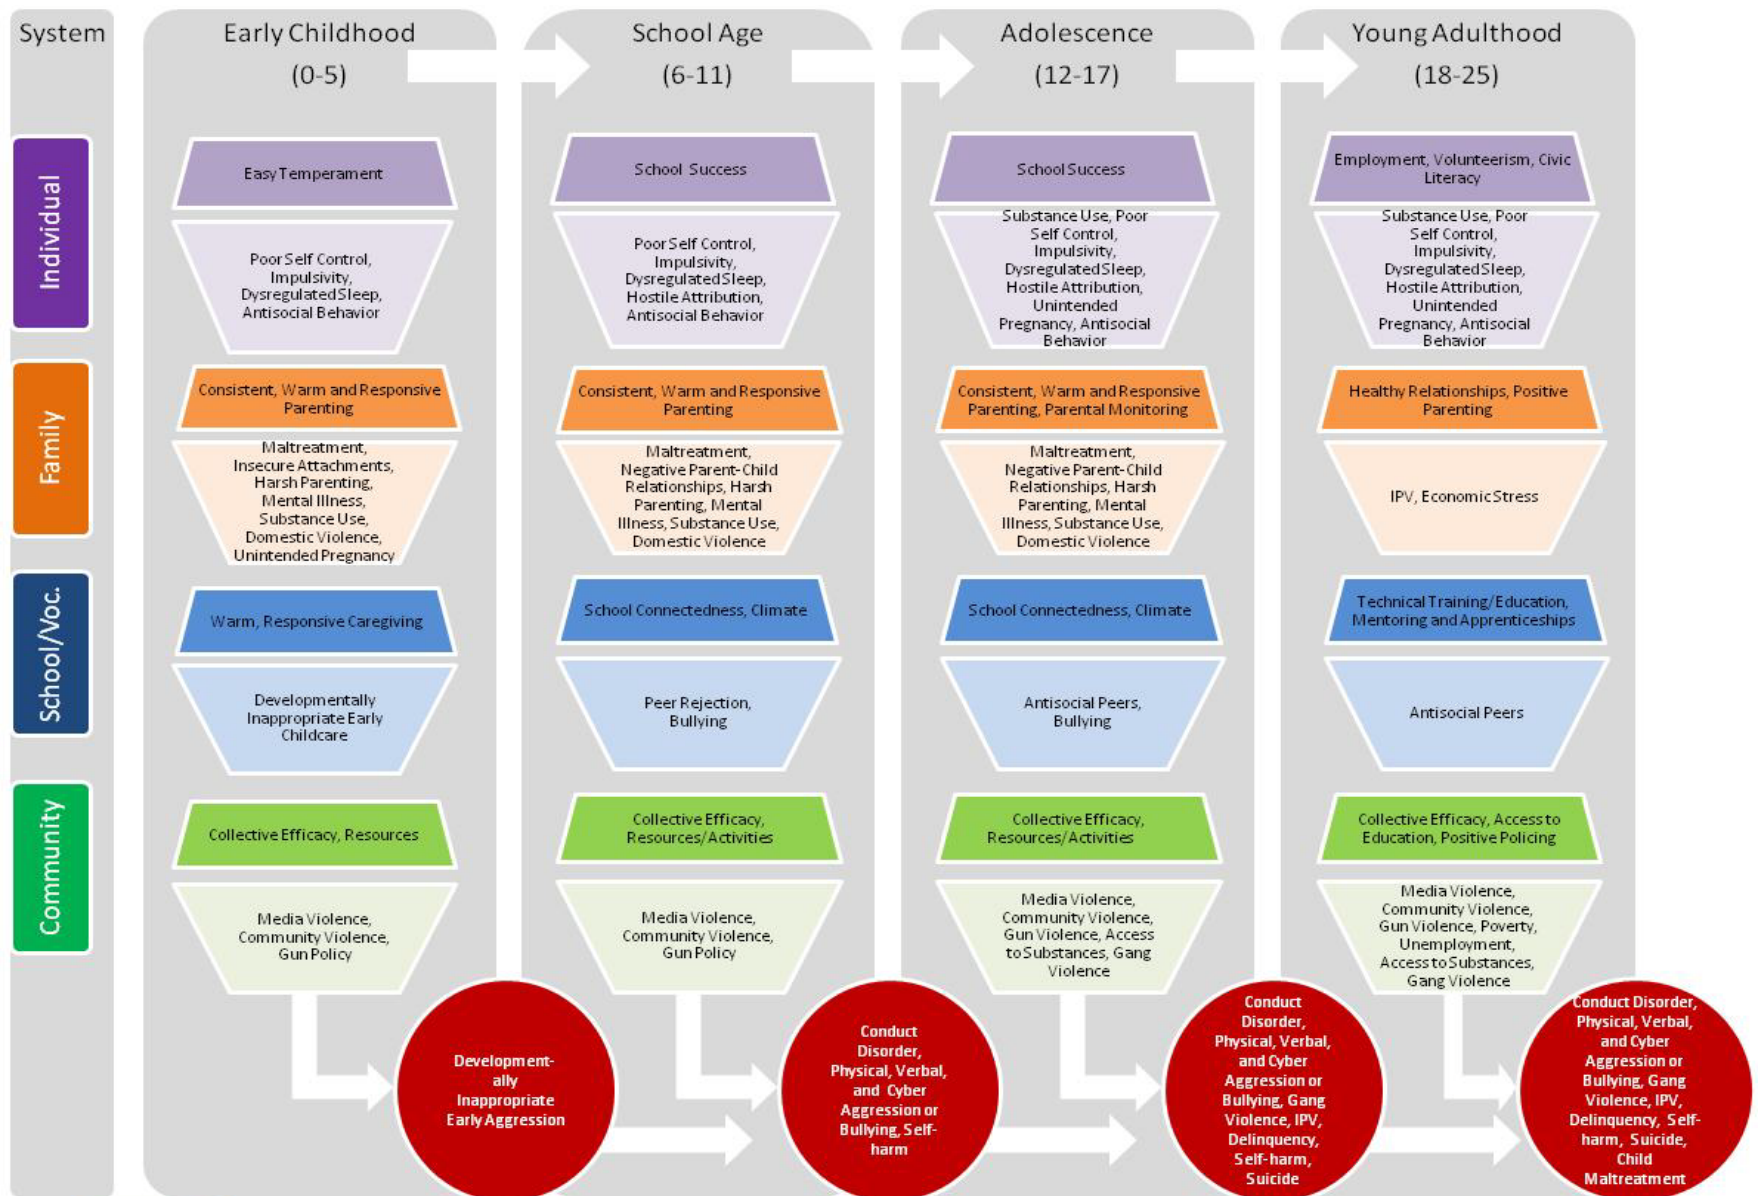 System
Early Childhood
(0-5)
School Age
(6-11)
Adolescence
(12-17)
Young Adulthood
(18-25)
Individual
Easy Temperament
School Success
School Success
Employment, Volunteerism, Civic
Literacy
Poor Self Control,
Impulsivity,
Dysregulated Sleep,
Antisocial Behavior
Poor Self Control,
Impulsivity,
Dysregulated Sleep,
Hostile Attribution,
Antisocial Behavior
Substance Use, Poor
Self Control,
Impulsivity,
Dysregulated Sleep,
Hostile Attribution,
Unintended
Pregnancy, Antisocial
Behavior
Substance Use, Poor
Self Control,
Impulsivity,
Dysregulated Sleep,
Hostile Attribution,
Unintended
Pregnancy, Antisocial
Behavior
Family
Consistent, Warm and Responsive
Parenting
Consistent, Warm and Responsive
Parenting
Consistent, Warm and Responsive
Parenting, Parental Monitoring
Healthy Relationships, Positive
Parenting
Maltreatment,
Insecure Attachments,
Harsh Parenting,
Mental Illness,
Substance Use,
Domestic Violence,
Unintended Pregnancy
Maltreatment,
Negative Parent-Child
Relationships, Harsh
Parenting, Mental
Illness, Substance Use,
Domestic Violence
Maltreatment,
Negative Parent-Child
Relationships, Harsh
Parenting, Mental
Illness, Substance Use,
Domestic Violence
IPV, Economic Stress
School/Voc.
Warm, Responsive Caregiving
School Connectedness, Climate
School Connectedness, Climate
Technical Training/Education,
Mentoring and Apprenticeships
Developmentally
Inappropriate Early
Childcare
Peer Rejection,
Bullying
Antisocial Peers,
Bullying
Antisocial Peers
Community
Collective Efficacy, Resources
Collective Efficacy,
Resources/Activities
Collective Efficacy,
Resources/Activities
Collective Efficacy, Access to
Education, Positive Policing
Media Violence,
Community Violence,
Gun Policy
Media Violence,
Community Violence,
Gun Policy
Media Violence,
Community Violence,
Gun Violence, Access
to Substances, Gang
Violence
Media Violence,
Community Violence,
Gun Violence, Poverty,
Unemployment,
Access to Substances,
Gang Violence
Development-
ally
Inappropriate
Early Aggression
Conduct
Disorder,
Physical, Verbal,
and Cyber
Aggression or
Bullying, Self-
harm
Conduct
Disorder,
Physical, Verbal,
and Cyber
Aggression or
Bullying, Gang
Violence, IPV,
Delinquency,
Self-harm,
Suicide
Conduct Disorder,
Physical, Verbal,
and Cyber
Aggression or
Bullying, Gang
Violence, IPV,
Delinquency, Self-
harm, Suicide,
Child
Maltreatment